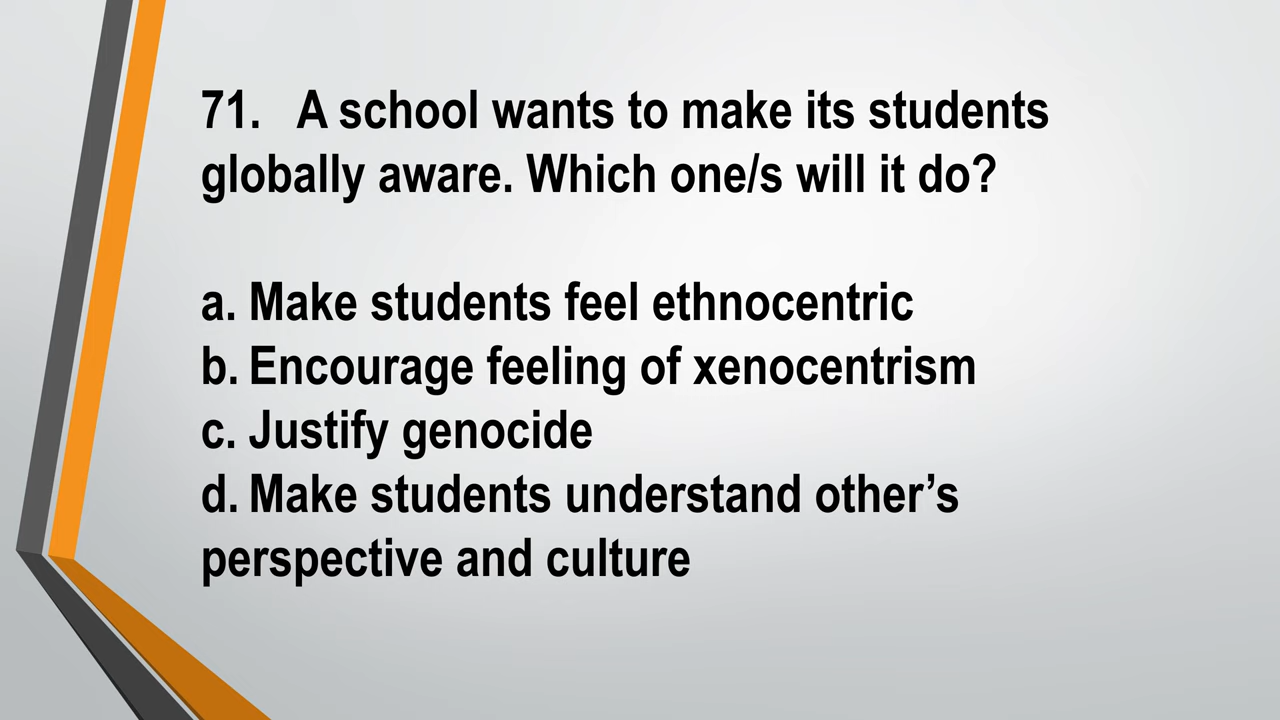 71. A school wants to make its students
globally aware. Which one/s will it do?
a. Make students feel ethnocentric
b. Encourage feeling of xenocentrism
c. Justify genocide
d. Make students understand other’s
perspective and culture